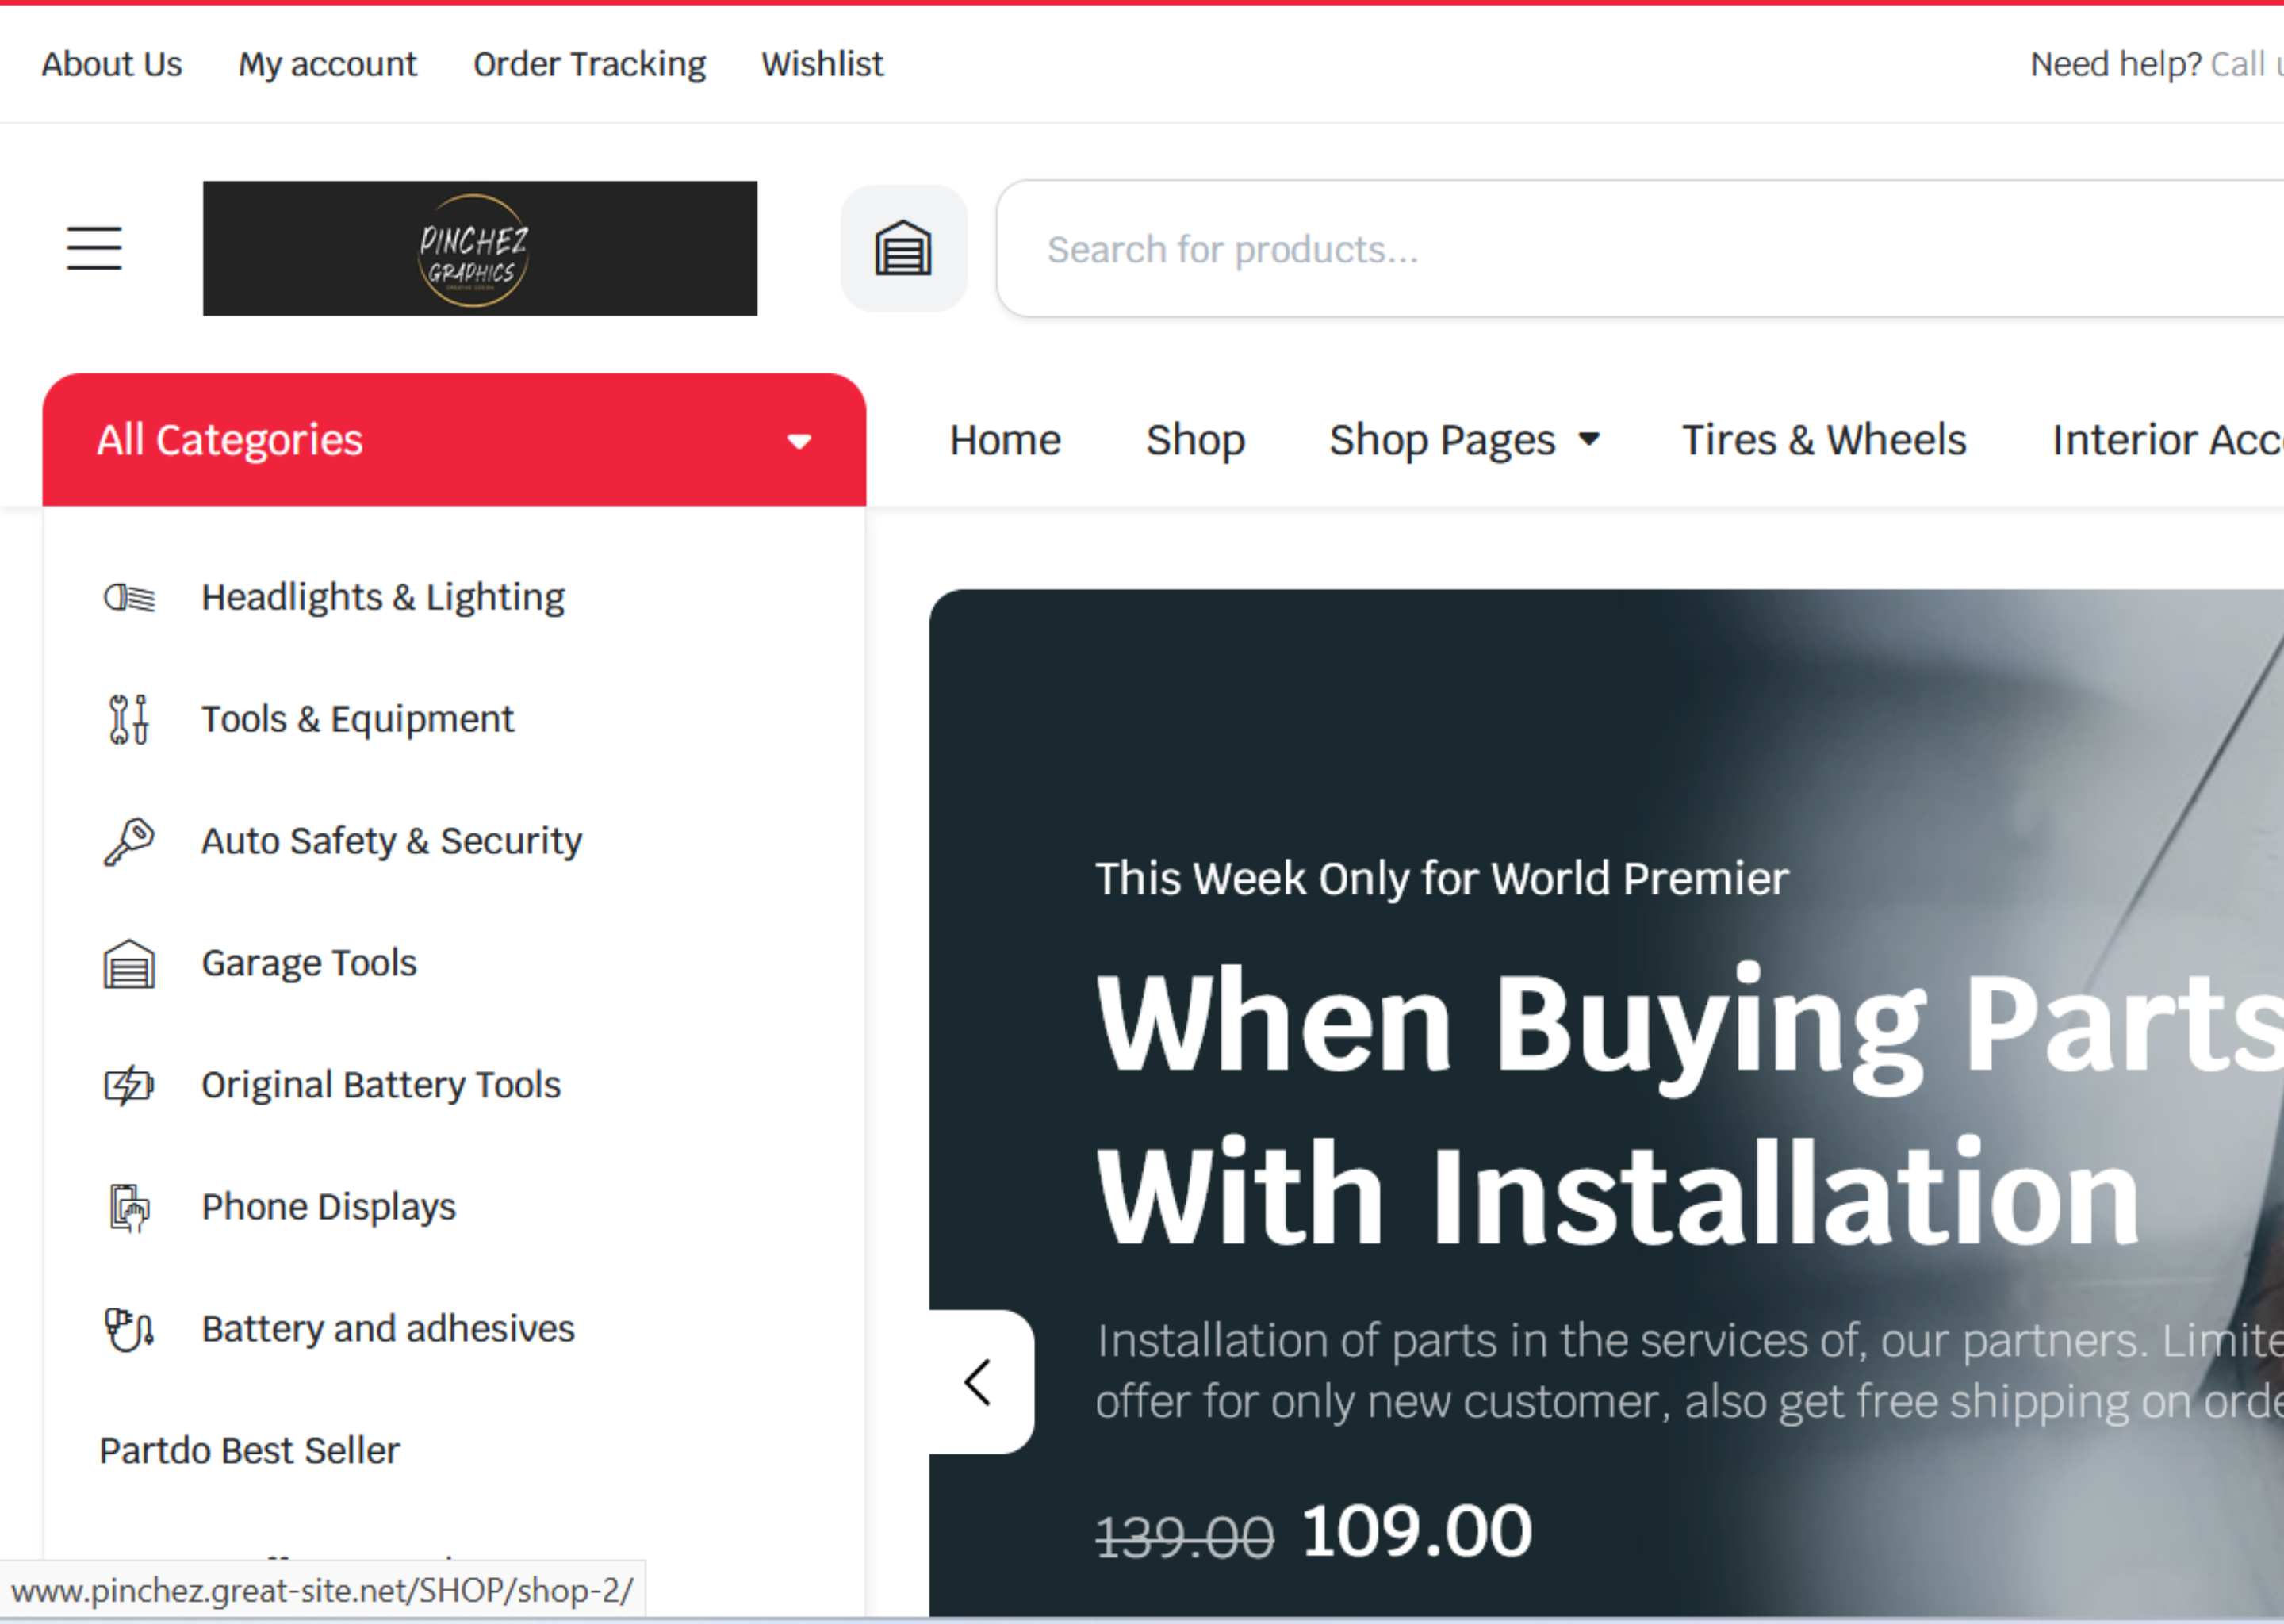 About Us My account Order Tracking Wishlist Need help? Call
PINCHEZ
GRAPHICS
CREATIVE DESIGN
Search for products...
All Categories
Home Shop Shop Pages Tires & Wheels Interior Acc
Headlights & Lighting
Tools & Equipment
Auto Safety & Security
Garage Tools
Original Battery Tools
Phone Displays
Battery and adhesives
Partdo Best Seller
This Week Only for World Premier
When Buying Parts
With Installation
Installation of parts in the services of, our partners. Limite
offer for only new customer, also get free shipping on orde
139.00 109.00
www.pinchez.great-site.net/SHOP/shop-2/